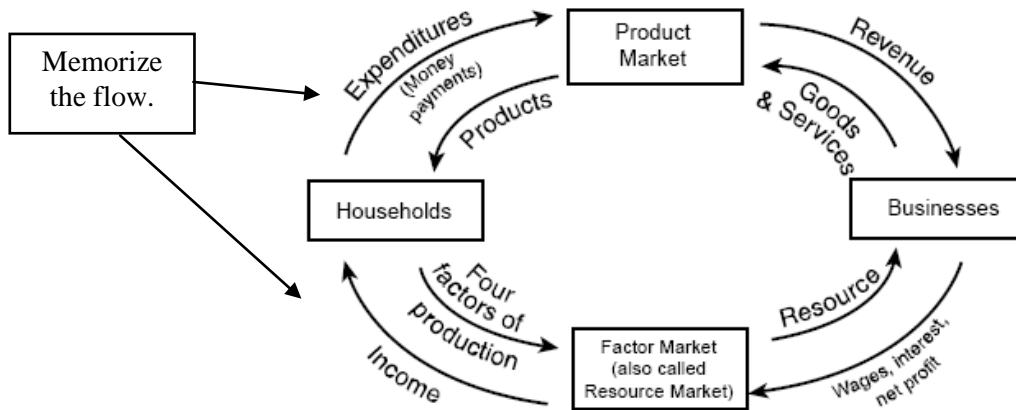 Memorize
the flow.
Expenditures
(Money
payments)
Products
Product
Market
Revenue
Goods
& Services
Households
Businesses
Four
factors of
production
Income
Factor Market
(also called
Resource Market)
Resource
Wages, interest,
net profit